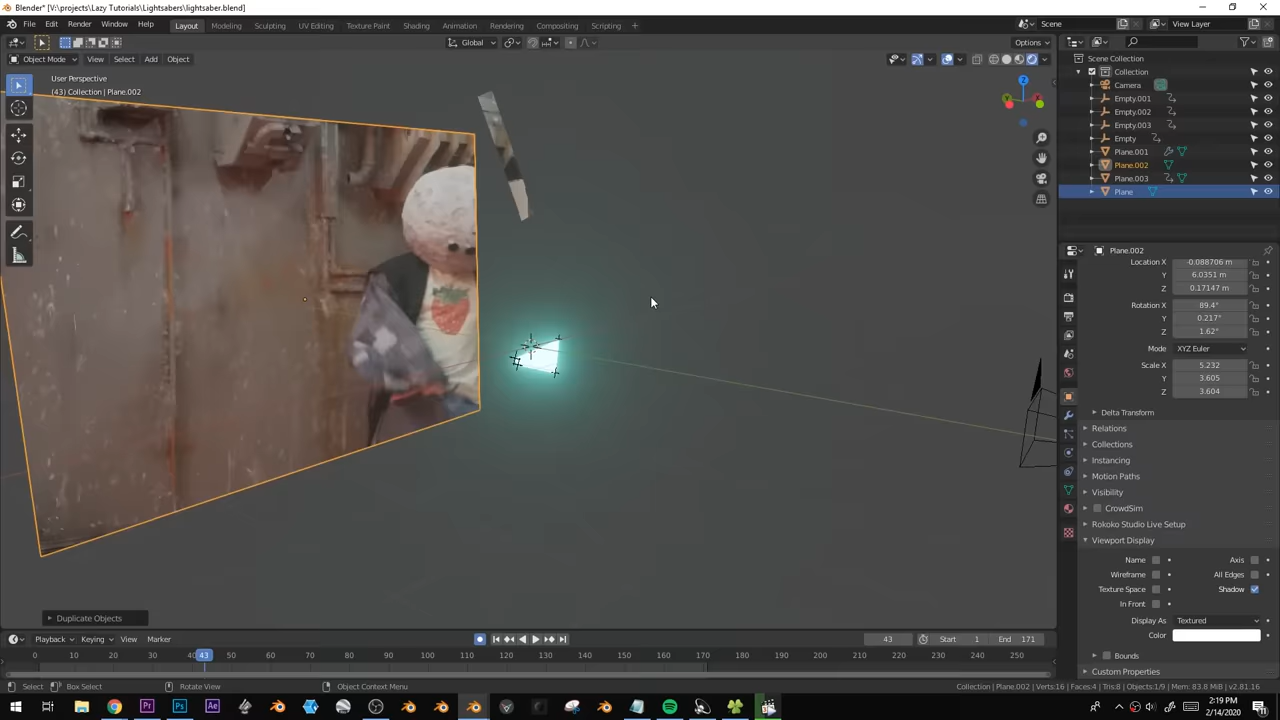 Blender* [V:\projects\Lazy Tutorials\Lightsabers\lightsaber.blend]
File Edit Render Window Help Layout Modeling Sculpting UV Editing Texture Paint Shading Animation Rendering Compositing Scripting + Scene View Layer
Global Options
Object Mode View Select Add Object
User Perspective
(43) Collection | Plane.002
Scene Collection
Collection
Camera
Empty.001
Empty.002
Empty.003
Empty
Plane.001
Plane.002
Plane.003
Plane
Plane.002
Location X -0.088706 m
Y 6.0351 m
Z 0.17147 m
Rotation X 89.4°
Y 0.217°
Z 1.62°
Mode XYZ Euler
Scale X 5.232
Y 3.605
Z 3.604
Delta Transform
Relations
Collections
Instancing
Motion Paths
Visibility
CrowdSim
Rokoko Studio Live Setup
Viewport Display
Name Axis
Wireframe All Edges
Texture Space Shadow
In Front
Display As Textured
Color
Bounds
Custom Properties
Duplicate Objects
Playback Keying View Marker 43 Start 1 End 171
0 10 20 30 43 50 60 70 80 90 100 110 120 130 140 150 160 170 180 190 200 210 220 230 240 250
Select Box Select Rotate View Object Context Menu Collection | Plane.002 | Verts:16 | Faces:4 | Tris:8 | Objects:1/9 | Mem: 83.8 MiB | v2.81.16
2:19 PM
2/14/2020